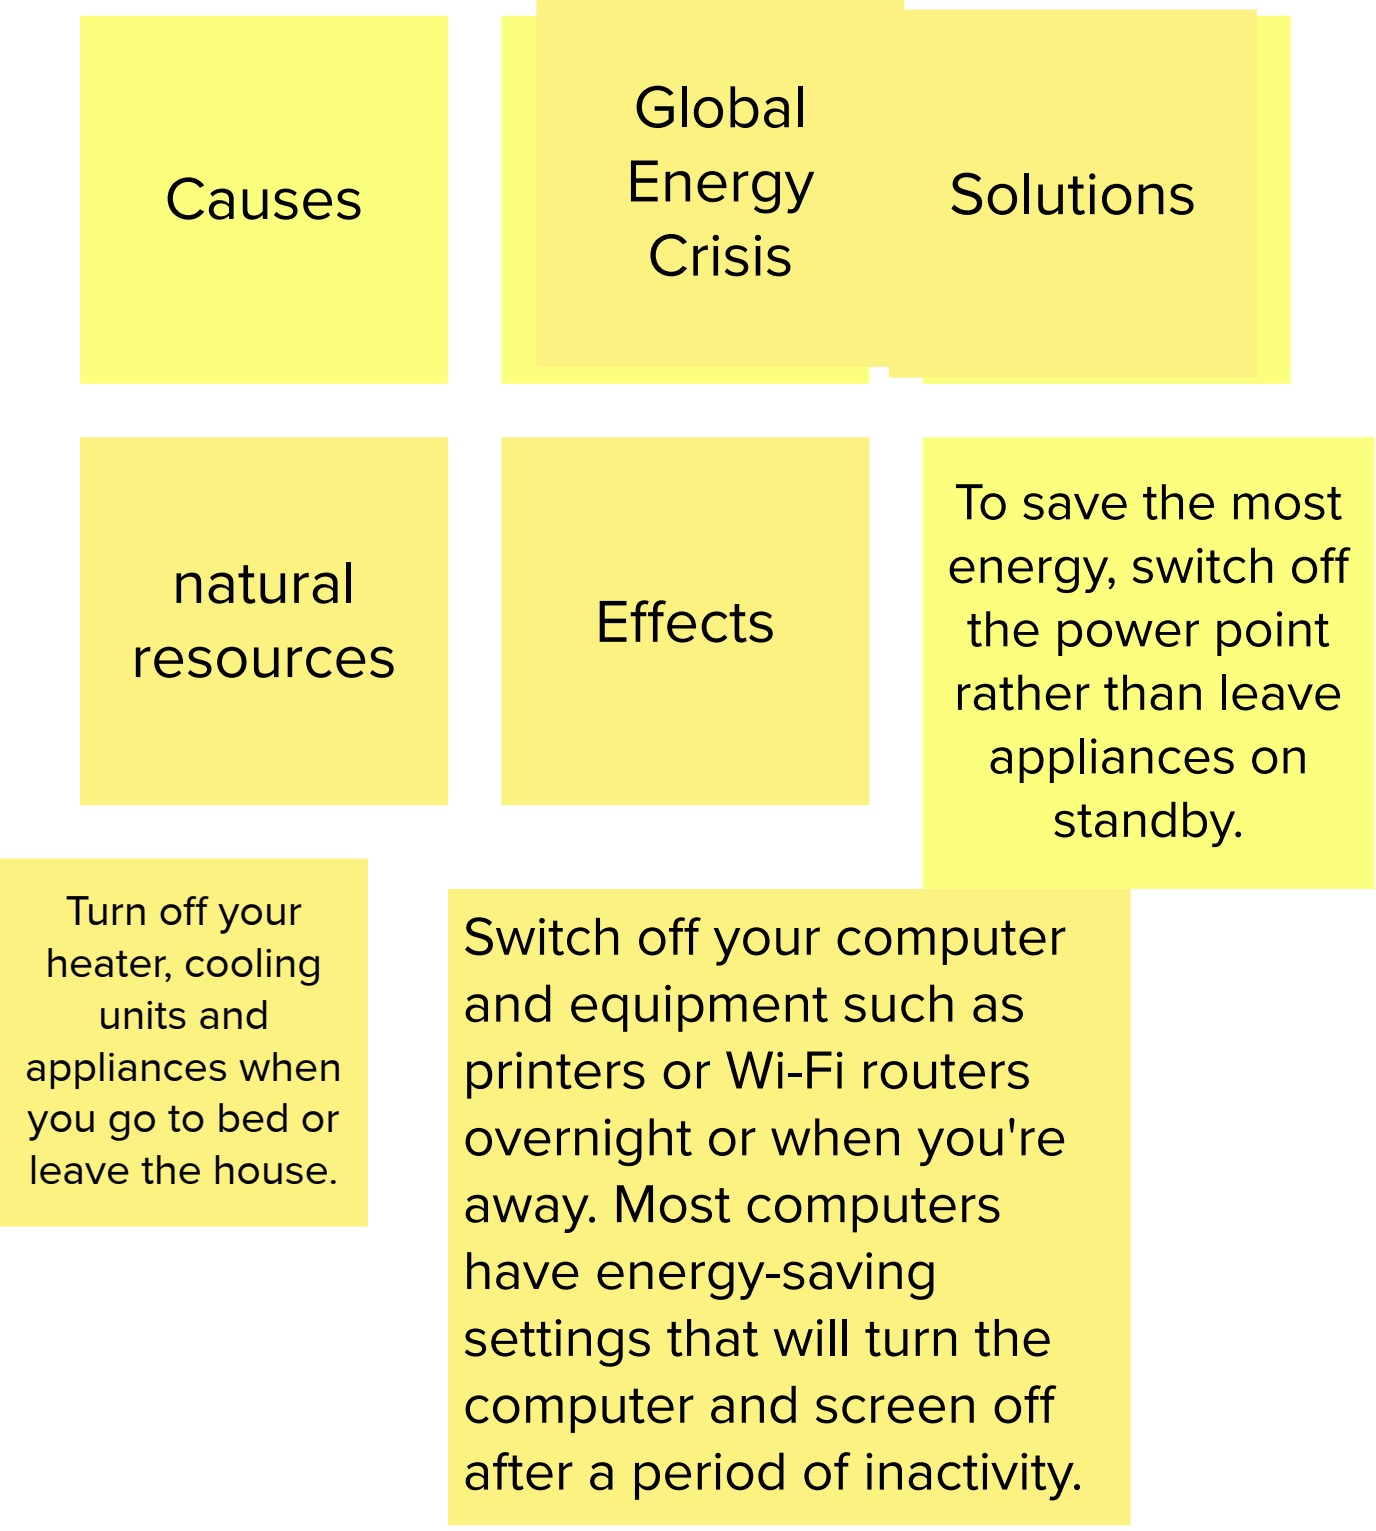 Causes
Global
Energy
Crisis
Solutions
natural
resources
Effects
To save the most
energy, switch off
the power point
rather than leave
appliances on
standby.
Turn off your
heater, cooling
units and
appliances when
you go to bed or
leave the house.
Switch off your computer
and equipment such as
printers or Wi-Fi routers
overnight or when you're
away. Most computers
have energy-saving
settings that will turn the
computer and screen off
after a period of inactivity.